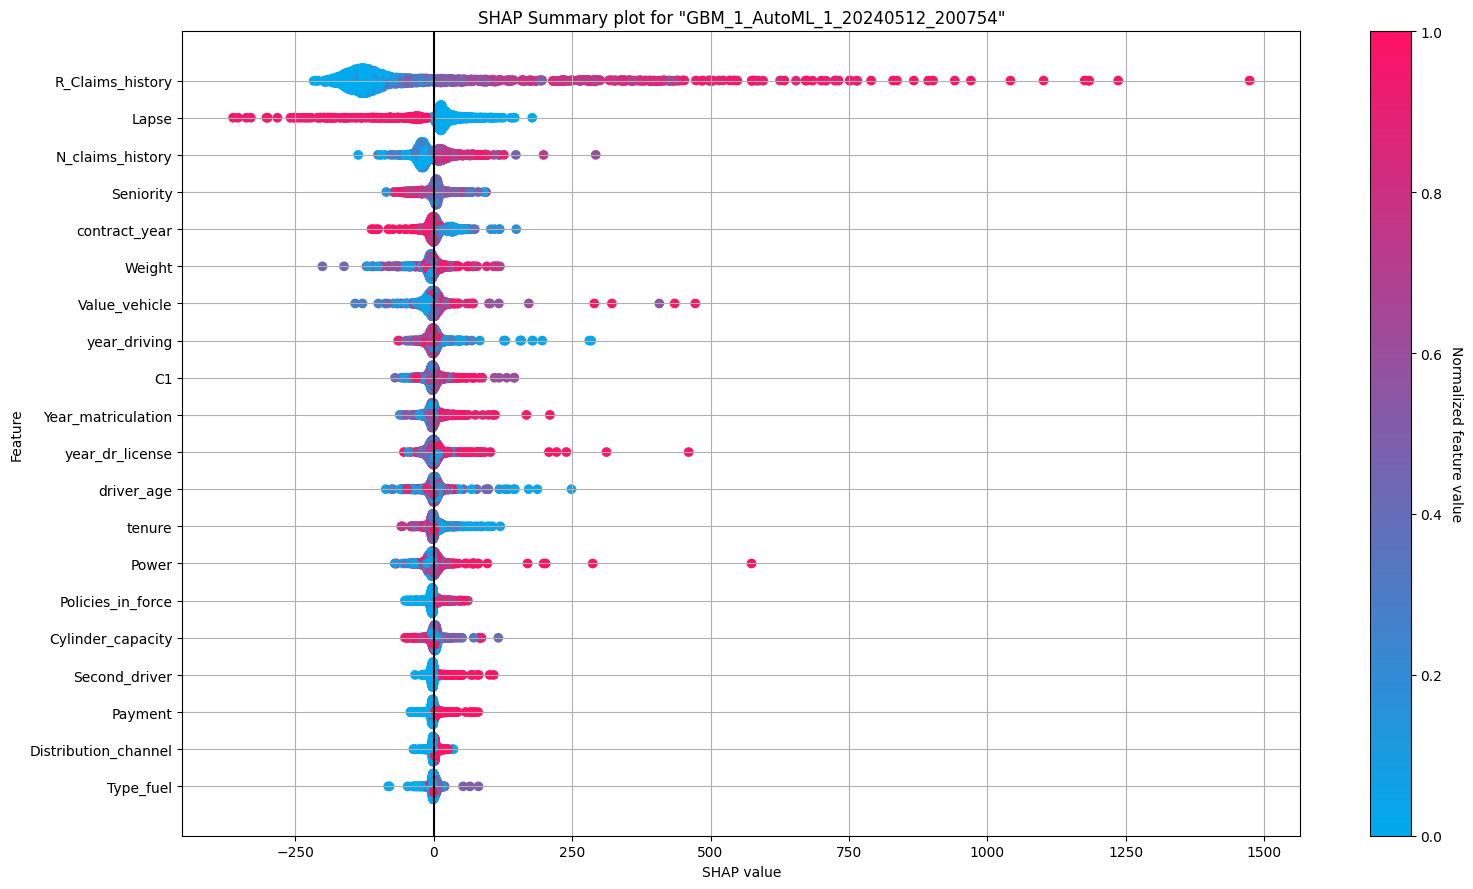 SHAP Summary plot for "GBM_1_AutoML_1_20240512_200754"
R_Claims_history
Lapse
N_claims_history
Seniority
contract_year
Weight
Value_vehicle
year_driving
C1
Year_matriculation
year_dr_license
driver_age
tenure
Power
Policies_in_force
Cylinder_capacity
Second_driver
Payment
Distribution_channel
Type_fuel
Feature
−250
0
250
500
750
1000
1250
1500
SHAP value
1.0
0.8
0.6
0.4
0.2
0.0
Normalized feature value